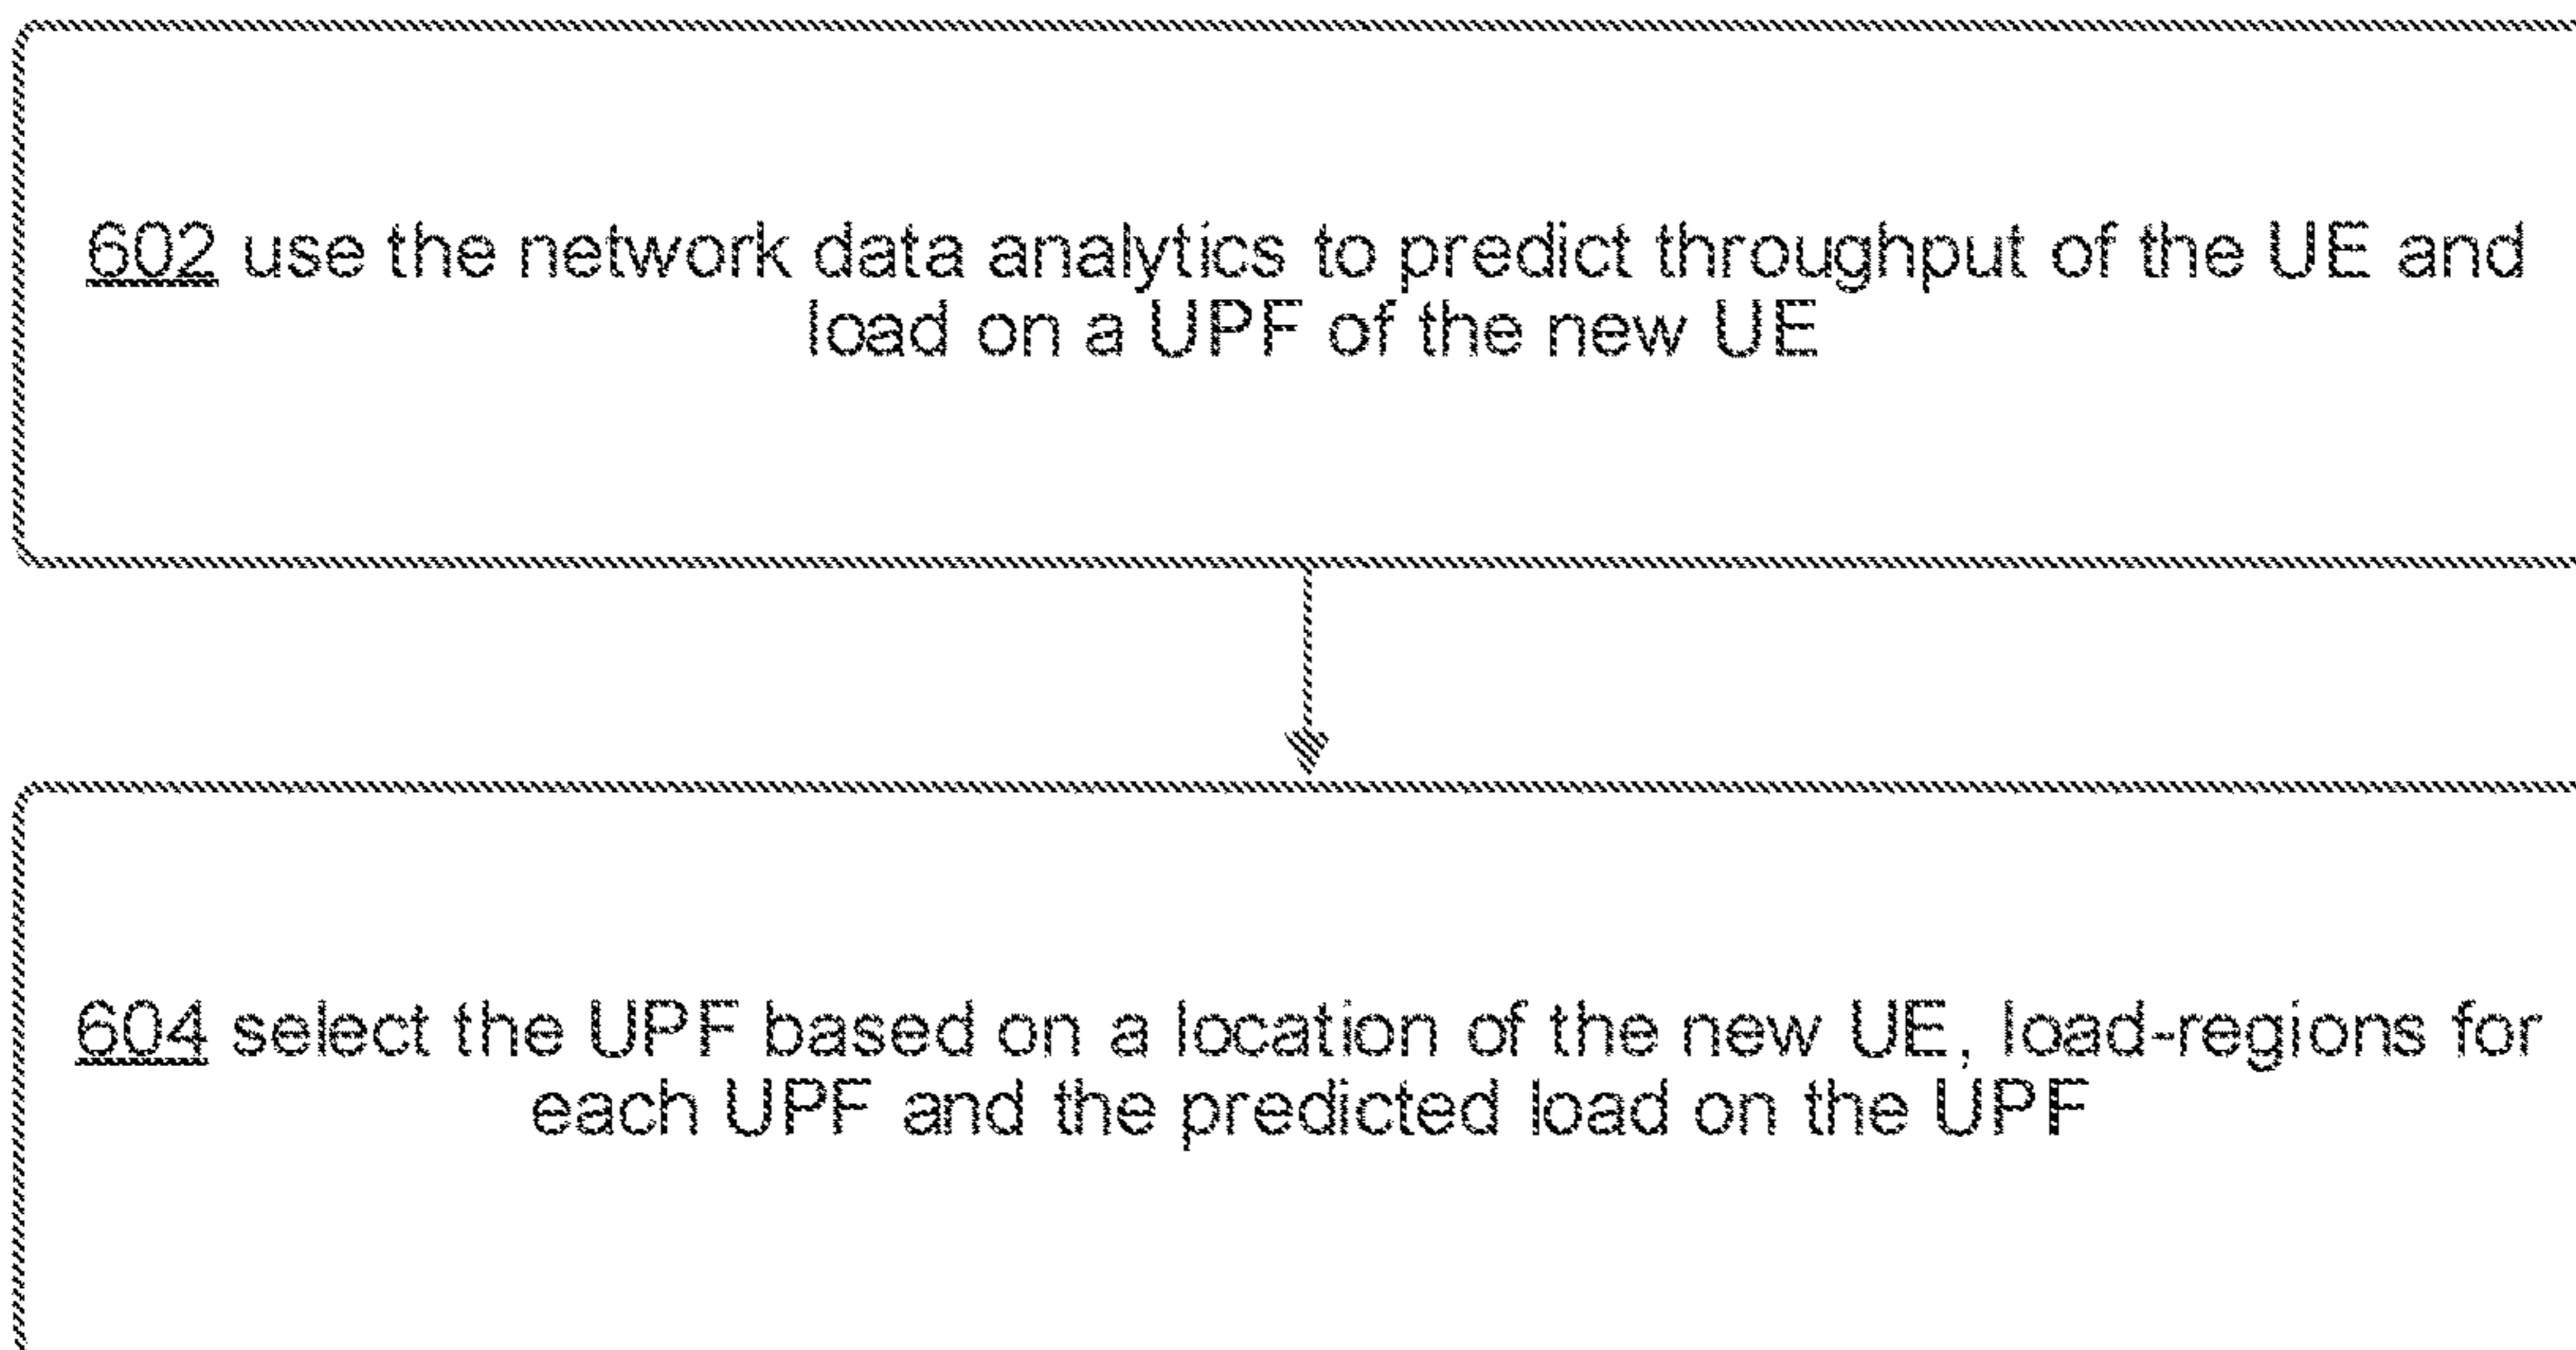 602 use the network data analytics to predict throughput of the UE and
load on a UPF of the new UE
604 select the UPF based on a location of the new UE, load-regions for
each UPF and the predicted load on the UPF